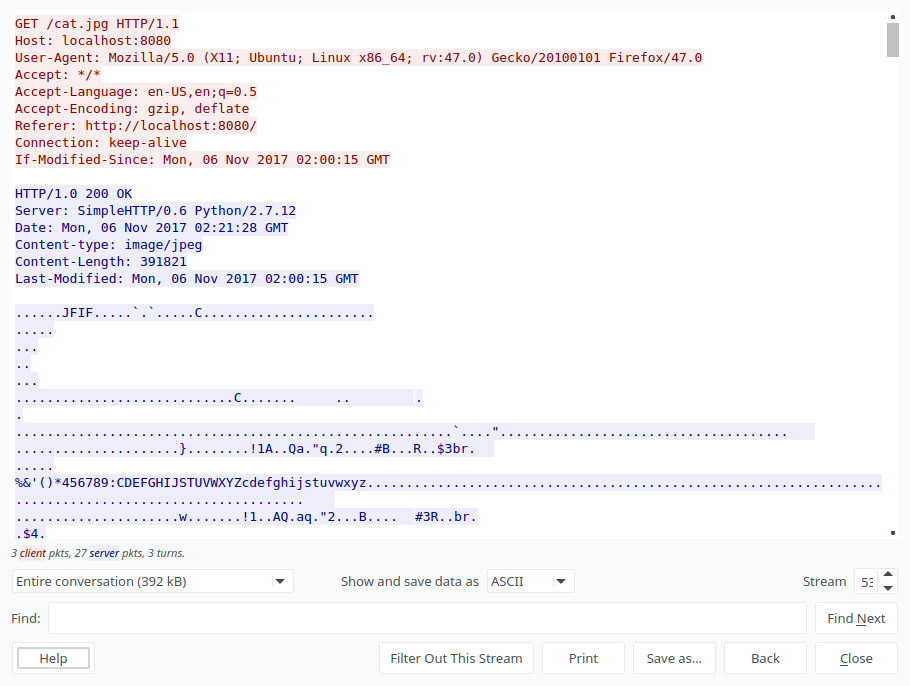 GET /cat.jpg HTTP/1.1
Host: localhost:8080
User-Agent: Mozilla/5.0 (X11; Ubuntu; Linux x86_64; rv:47.0) Gecko/20100101 Firefox/47.0
Accept: */*
Accept-Language: en-US,en;q=0.5
Accept-Encoding: gzip, deflate
Referer: http://localhost:8080/
Connection: keep-alive
If-Modified-Since: Mon, 06 Nov 2017 02:00:15 GMT
HTTP/1.0 200 OK
Server: SimpleHTTP/0.6 Python/2.7.12
Date: Mon, 06 Nov 2017 02:21:28 GMT
Content-type: image/jpeg
Content-Length: 391821
Last-Modified: Mon, 06 Nov 2017 02:00:15 GMT
......JFIF.....`.`.....C......................
.....
...
..
...
............................C.......     ..        .
.
........................................................`....".....................................
.....................}........!1A..Qa."q.2....#B...R..$3br.
.....
%&'()*456789:CDEFGHIJSTUVWXYZcdefghijstuvwxyz..................................................................
.....................................
.....................w.......!1..AQ.aq."2...B....  #3R..br.
.$4.
3 client pkts, 27 server pkts, 3 turns.
Entire conversation (392 kB) Show and save data as ASCII Stream 53
Find: Find Next
Help Filter Out This Stream Print Save as... Back Close